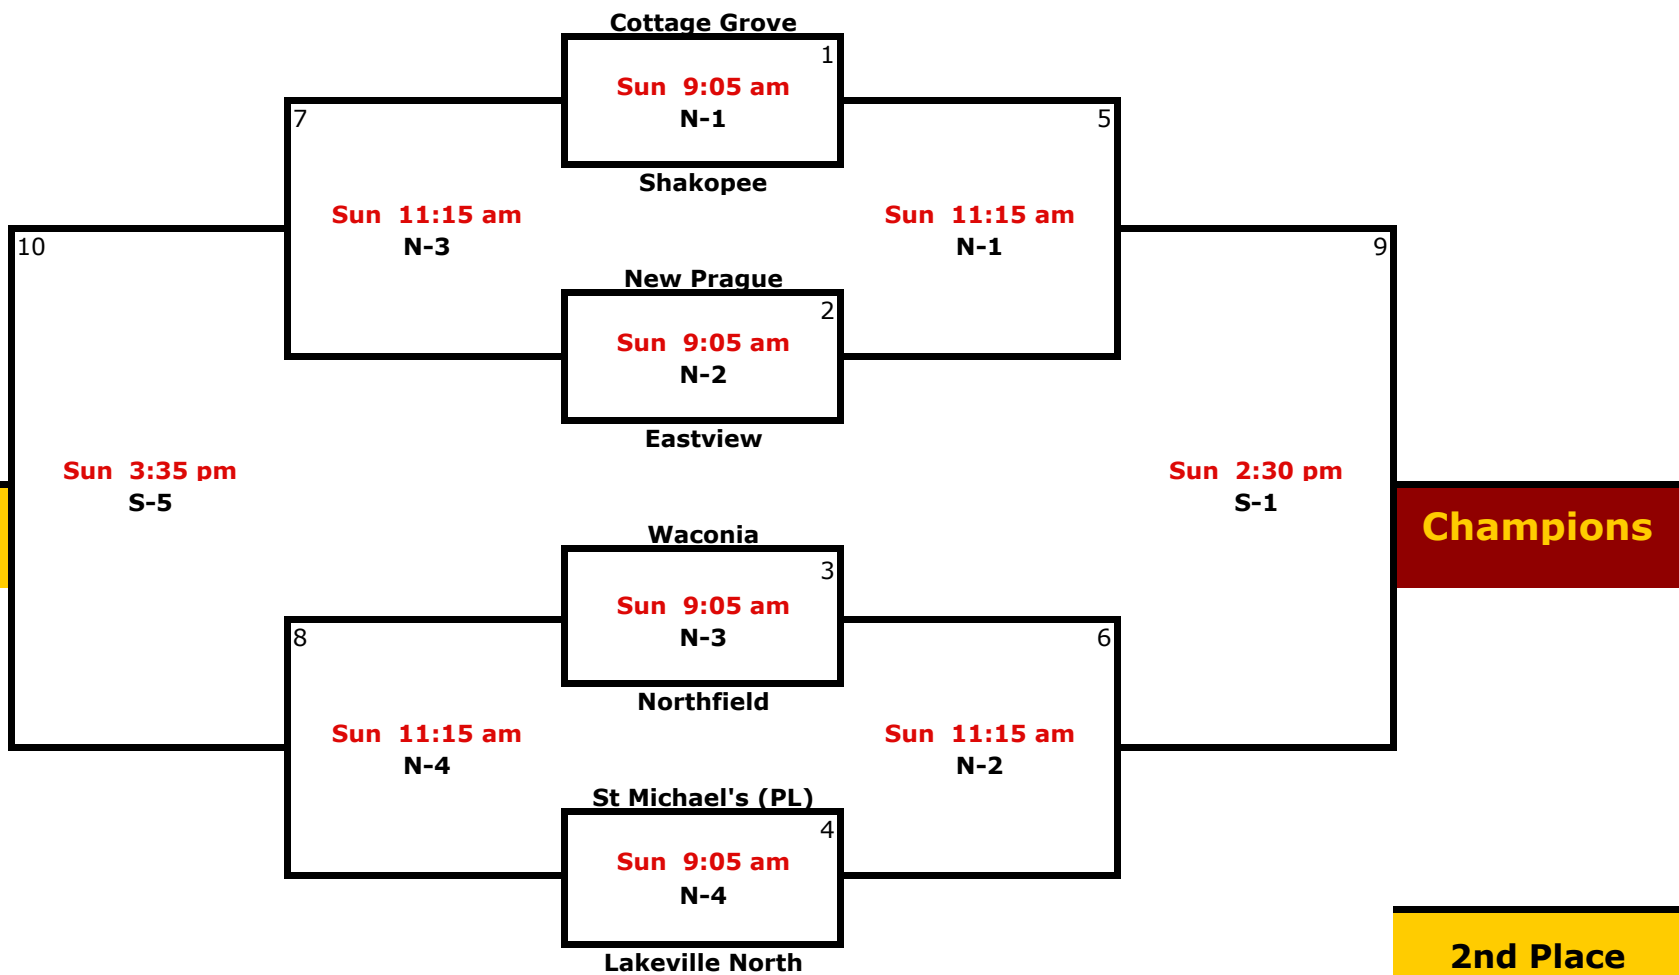 Cottage Grove
1
Sun 9:05 am
7
5
N-1
Shakopee
Sun 11:15 am
Sun 11:15 am
10
N-3
N-1
9
New Prague
2
Sun 9:05 am
N-2
Eastview
Sun 3:35 pm
Sun 2:30 pm
S-5
S-1
Champions
Waconia
3
Sun 9:05 am
8
N-3
6
Northfield
Sun 11:15 am
Sun 11:15 am
N-4
N-2
St Michael's (PL)
4
Sun 9:05 am
N-4
2nd Place
Lakeville North